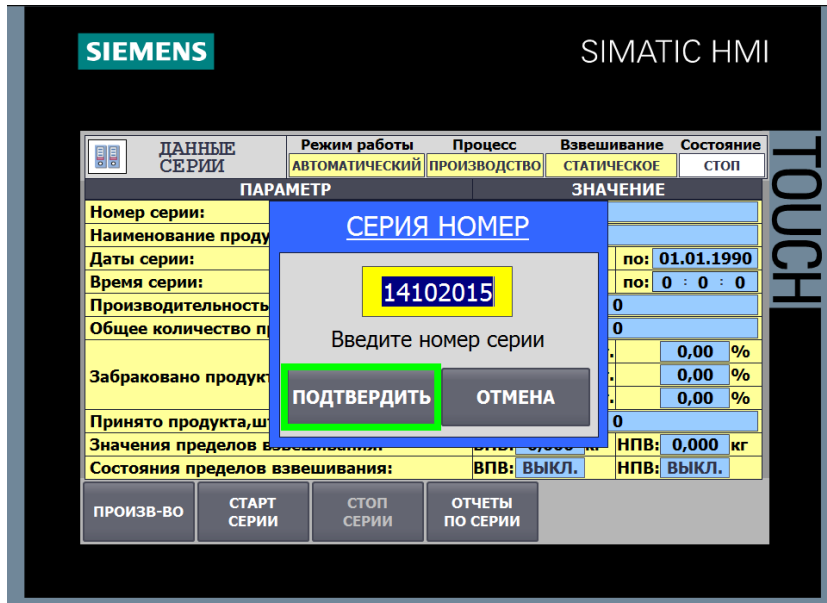 SIEMENS
SIMATIC HMI
TOUCH
ДАННЫЕ
СЕРИИ
Режим работы Процесс Взвешивание Состояние
АВТОМАТИЧЕСКИЙ ПРОИЗВОДСТВО СТАТИЧЕСКОЕ СТОП
ПАРАМЕТР ЗНАЧЕНИЕ
Номер серии:
Наименование проду
Даты серии: по: 01.01.1990
Время серии: по: 0 : 0 : 0
Производительность 0
Общее количество п 0
0,00 %
Забраковано продук 0,00 %
0,00 %
Принято продукта,ш 0
Значения пределов взвешивания: ВПВ: 0,000 кг НПВ: 0,000 кг
Состояния пределов взвешивания: ВПВ: ВЫКЛ. НПВ: ВЫКЛ.
СЕРИЯ НОМЕР
14102015
Введите номер серии
ПОДТВЕРДИТЬ ОТМЕНА
ПРОИЗВ-ВО
СТАРТ
СЕРИИ
СТОП
СЕРИИ
ОТЧЕТЫ
ПО СЕРИИ